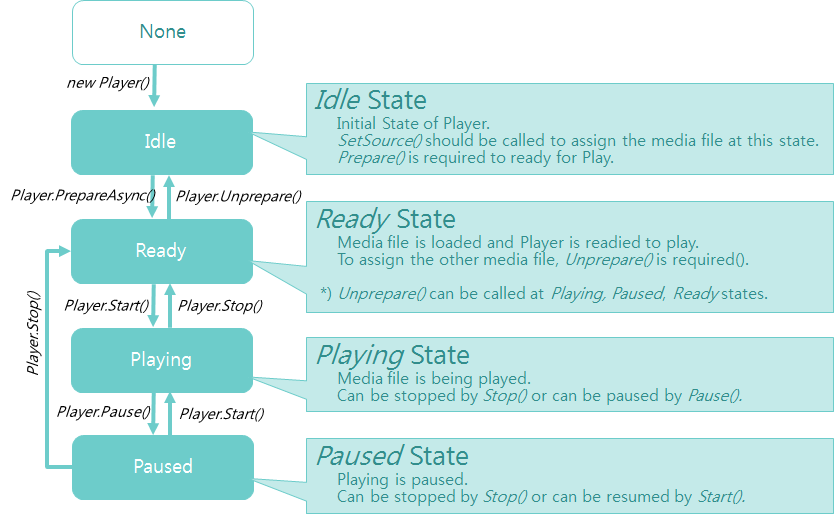 None
new Player()
Idle
Idle State
Initial State of Player.
SetSource() should be called to assign the media file at this state.
Prepare() is required to ready for Play.
Player.PrepareAsync()
Player.Unprepare()
Ready
Ready State
Media file is loaded and Player is readied to play.
To assign the other media file, Unprepare() is required().
*) Unprepare() can be called at Playing, Paused, Ready states.
Player.Start()
Player.Stop()
Player.Stop()
Playing
Playing State
Media file is being played.
Can be stopped by Stop() or can be paused by Pause().
Player.Pause()
Player.Start()
Paused
Paused State
Playing is paused.
Can be stopped by Stop() or can be resumed by Start().